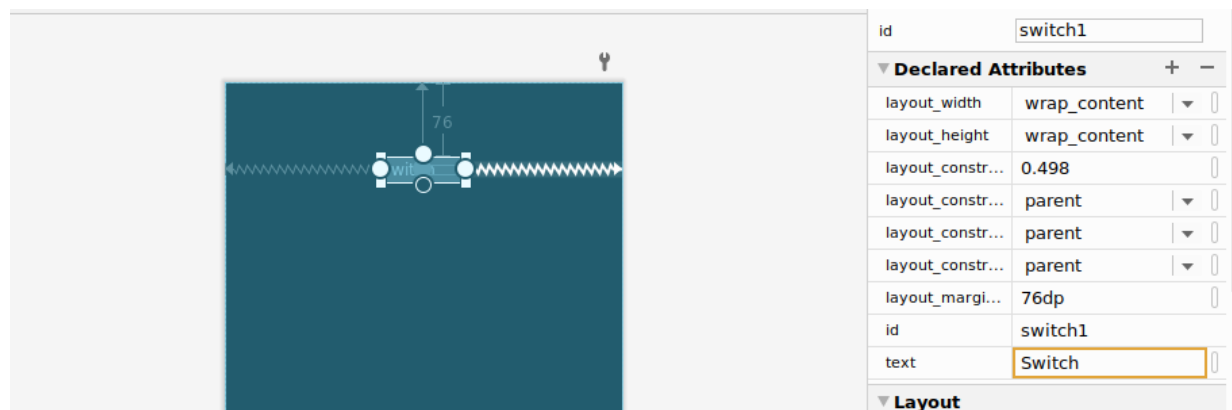 76
wit
id switch1
Declared Attributes + −
layout_width wrap_content
layout_height wrap_content
layout_constr... 0.498
layout_constr... parent
layout_constr... parent
layout_constr... parent
layout_margi... 76dp
id switch1
text Switch
Layout